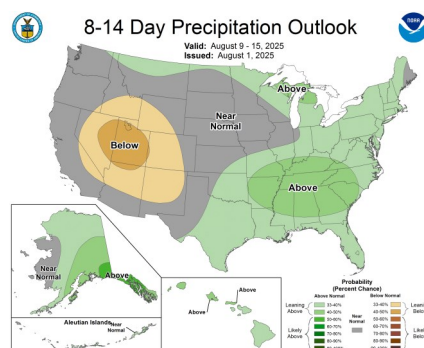 8-14 Day Precipitation Outlook
Valid: August 9 - 15, 2025
Issued: August 1, 2025
NOAA
Above
Near
Normal
Below
Above
Near
Normal
Above
Above
Above
Aleutian Islands
Near
Normal
Probability
(Percent Chance)
Above Normal
Below Normal
Leaning
Above
33-40%
40-50%
50-60%
60-70%
70-80%
80-90%
Likely
Above
Near
Normal
33-40%
40-50%
50-60%
60-70%
70-80%
80-90%